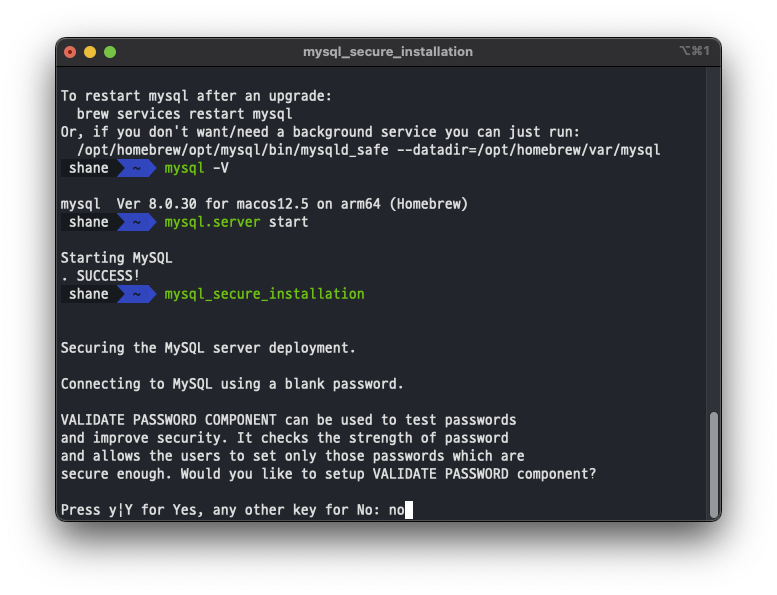 mysql_secure_installation
⌥⌘1
To restart mysql after an upgrade:
  brew services restart mysql
Or, if you don't want/need a background service you can just run:
  /opt/homebrew/opt/mysql/bin/mysqld_safe --datadir=/opt/homebrew/var/mysql
shane ~ mysql -V
mysql  Ver 8.0.30 for macos12.5 on arm64 (Homebrew)
shane ~ mysql.server start
Starting MySQL
. SUCCESS!
shane ~ mysql_secure_installation
Securing the MySQL server deployment.
Connecting to MySQL using a blank password.
VALIDATE PASSWORD COMPONENT can be used to test passwords
and improve security. It checks the strength of password
and allows the users to set only those passwords which are
secure enough. Would you like to setup VALIDATE PASSWORD component?
Press y|Y for Yes, any other key for No: no